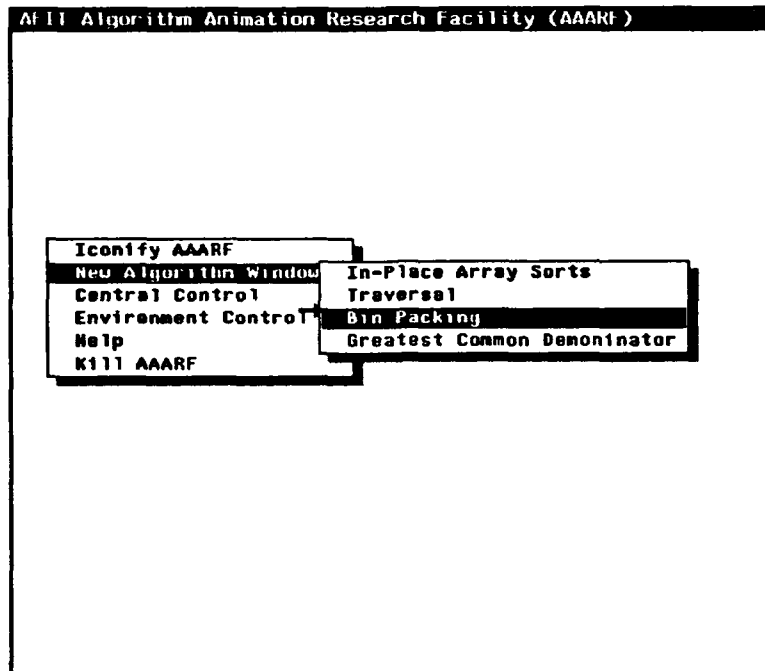 AFIT Algorithm Animation Research Facility (AAARF)
Iconify AAARF
New Algorithm Window
Central Control
Environment Control
Help
Kill AAARF
In-Place Array Sorts
Traversal
Bin Packing
Greatest Common Demoninator